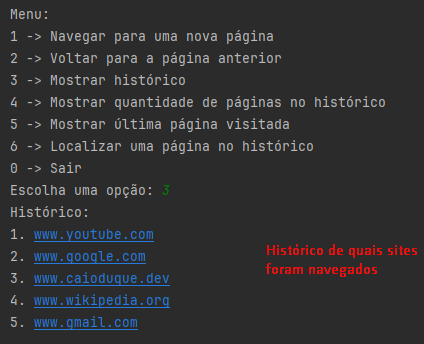 Menu:
1 -> Navegar para uma nova página
2 -> Voltar para a página anterior
3 -> Mostrar histórico
4 -> Mostrar quantidade de páginas no histórico
5 -> Mostrar última página visitada
6 -> Localizar uma página no histórico
0 -> Sair
Escolha uma opção: 3
Histórico:
1. www.youtube.com
2. www.google.com
3. www.caioduque.dev
4. www.wikipedia.org
5. www.gmail.com
Histórico de quais sites
foram navegados